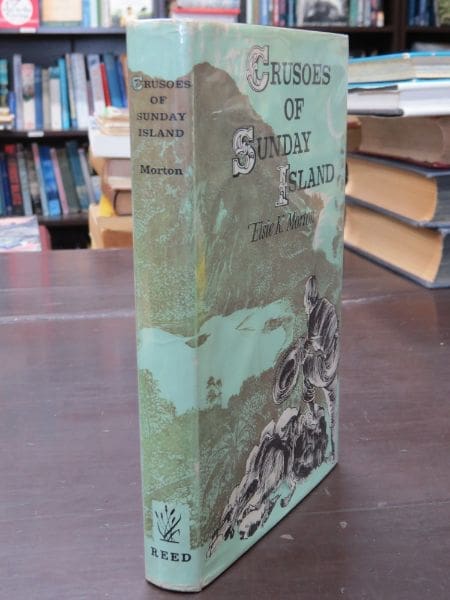 CRUSOES
OF
SUNDAY
ISLAND
Morton
REED
CRUSOES
OF
SUNDAY
ISLAND
Elsie K. Morton